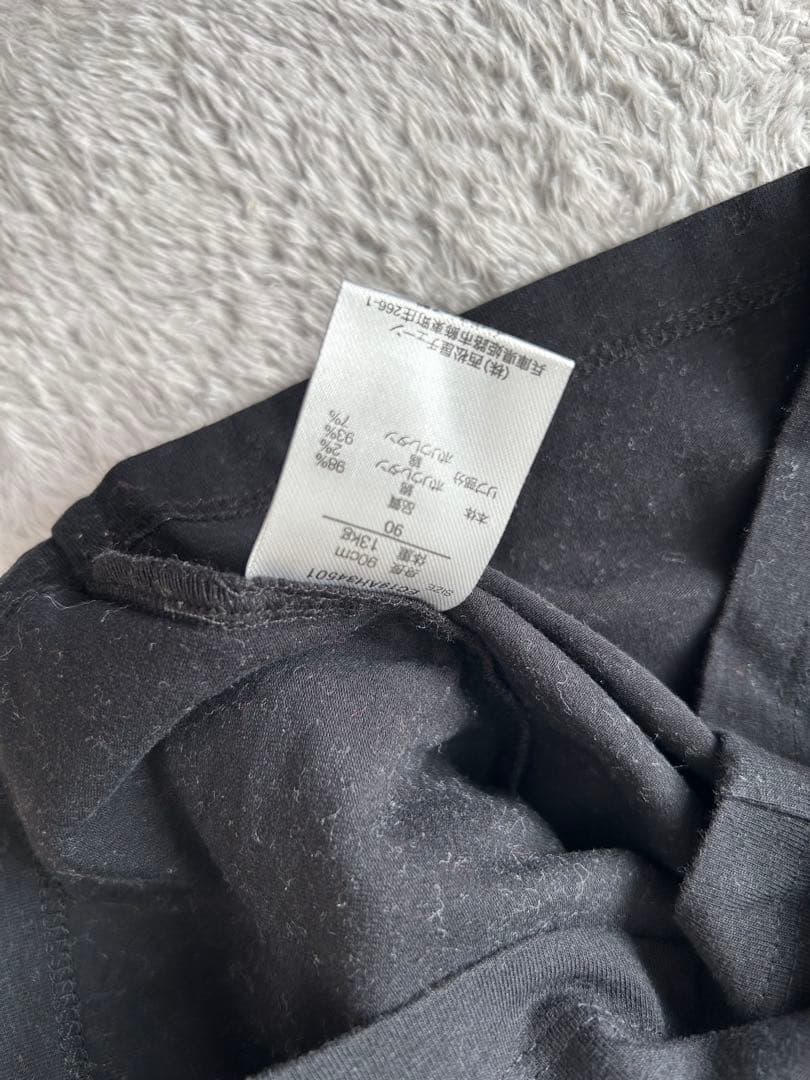 SIZE
身度 90cm
体重 13kg
90
品質
本体 綿 98%
ポリウレタン 2%
リブ部分 綿 93%
ポリウレタン 7%
(株)西松屋チェーン
兵庫県姫路市飾東町庄266-1